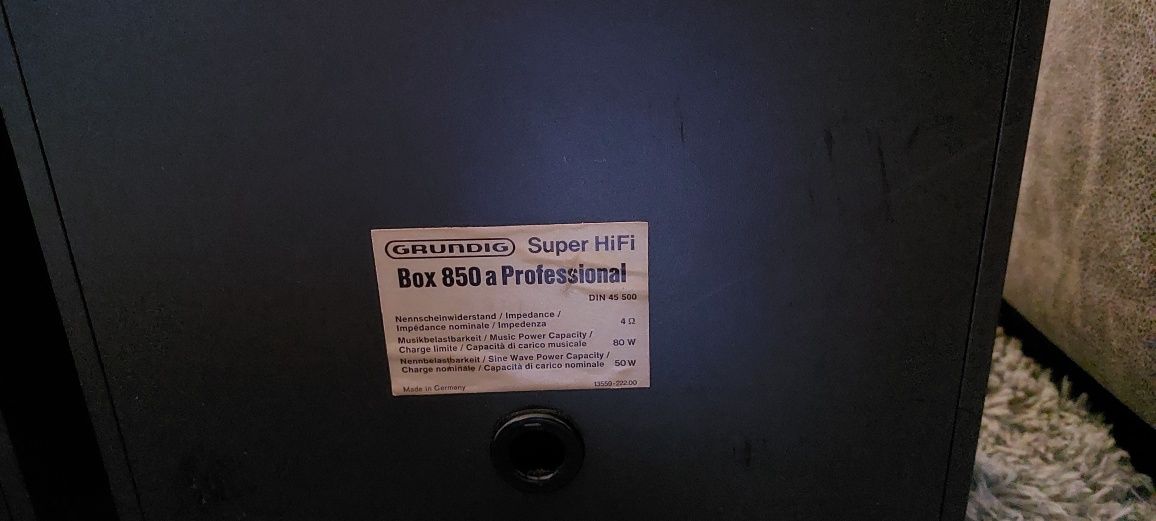 GRUNDIG Super HiFi
Box 850 a Professional
DIN 45 500
Nennscheinwiderstand / Impedance /
Impédance nominale / Impedenza 4 Ω
Musikbelastbarkeit / Music Power Capacity /
Charge limite / Capacità di carico musicale 80 W
Nennbelastbarkeit / Sine Wave Power Capacity /
Charge nominale / Capacità di carico nominale 50 W
Made in Germany 13559-222.00